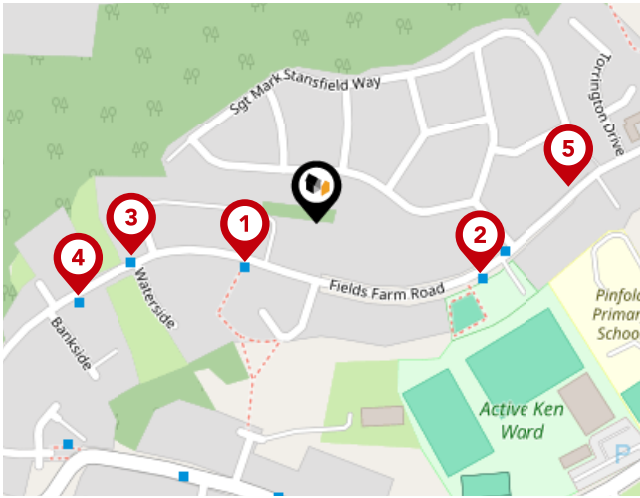 Sgt Mark Stansfield Way
Torrington Drive
5
3
1
2
4
Waterside
Fields Farm Road
Bankside
Pinfold
Primar
Schoo
Active Ken
Ward
P